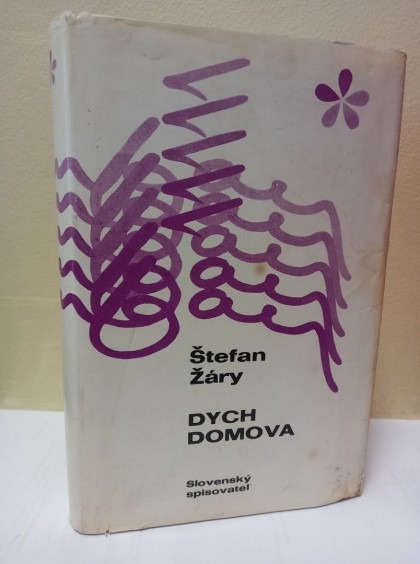 Štefan
Žáry
DYCH
DOMOVA
Slovenský
spisovateľ